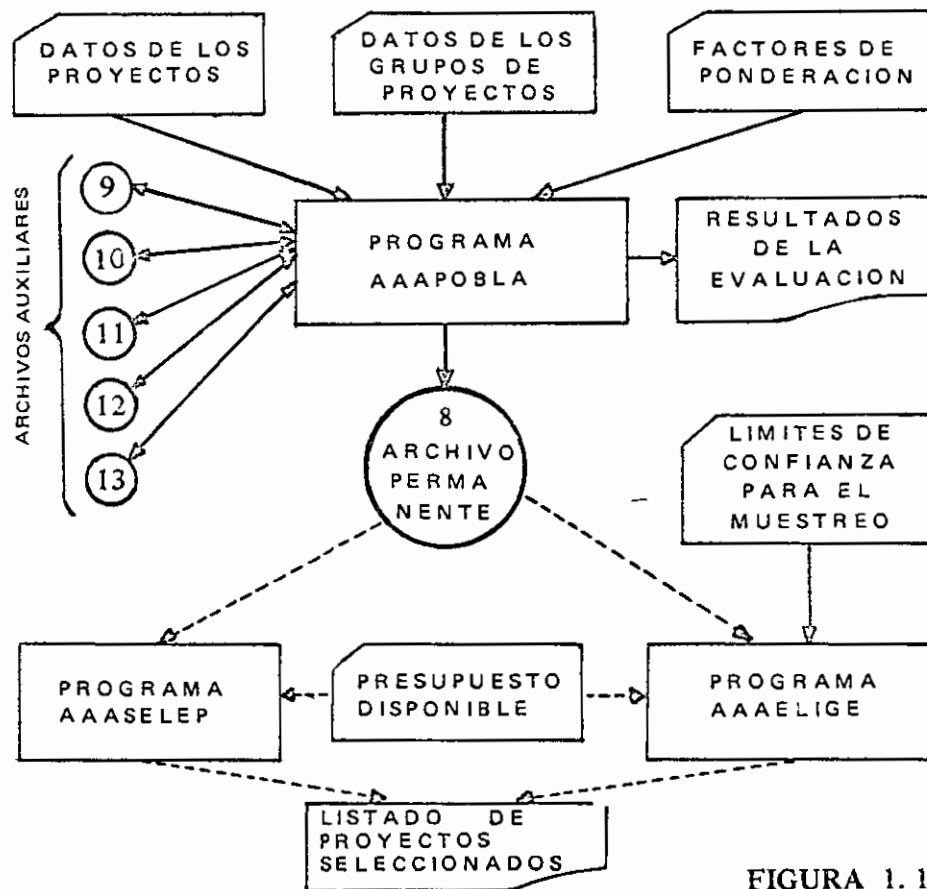 DATOS DE LOS
PROYECTOS
DATOS DE LOS
GRUPOS DE
PROYECTOS
FACTORES DE
PONDERACION
ARCHIVOS AUXILIARES
9
10
11
12
13
PROGRAMA
AAAPOBLA
RESULTADOS
DE LA
EVALUACION
8
ARCHIVO
PERMA
NENTE
LIMITES DE
CONFIANZA
PARA EL
MUESTREO
PROGRAMA
AAASELEP
PRESUPUESTO
DISPONIBLE
PROGRAMA
AAAELIGE
LISTADO DE
PROYECTOS
SELECCIONADOS
FIGURA 1.1